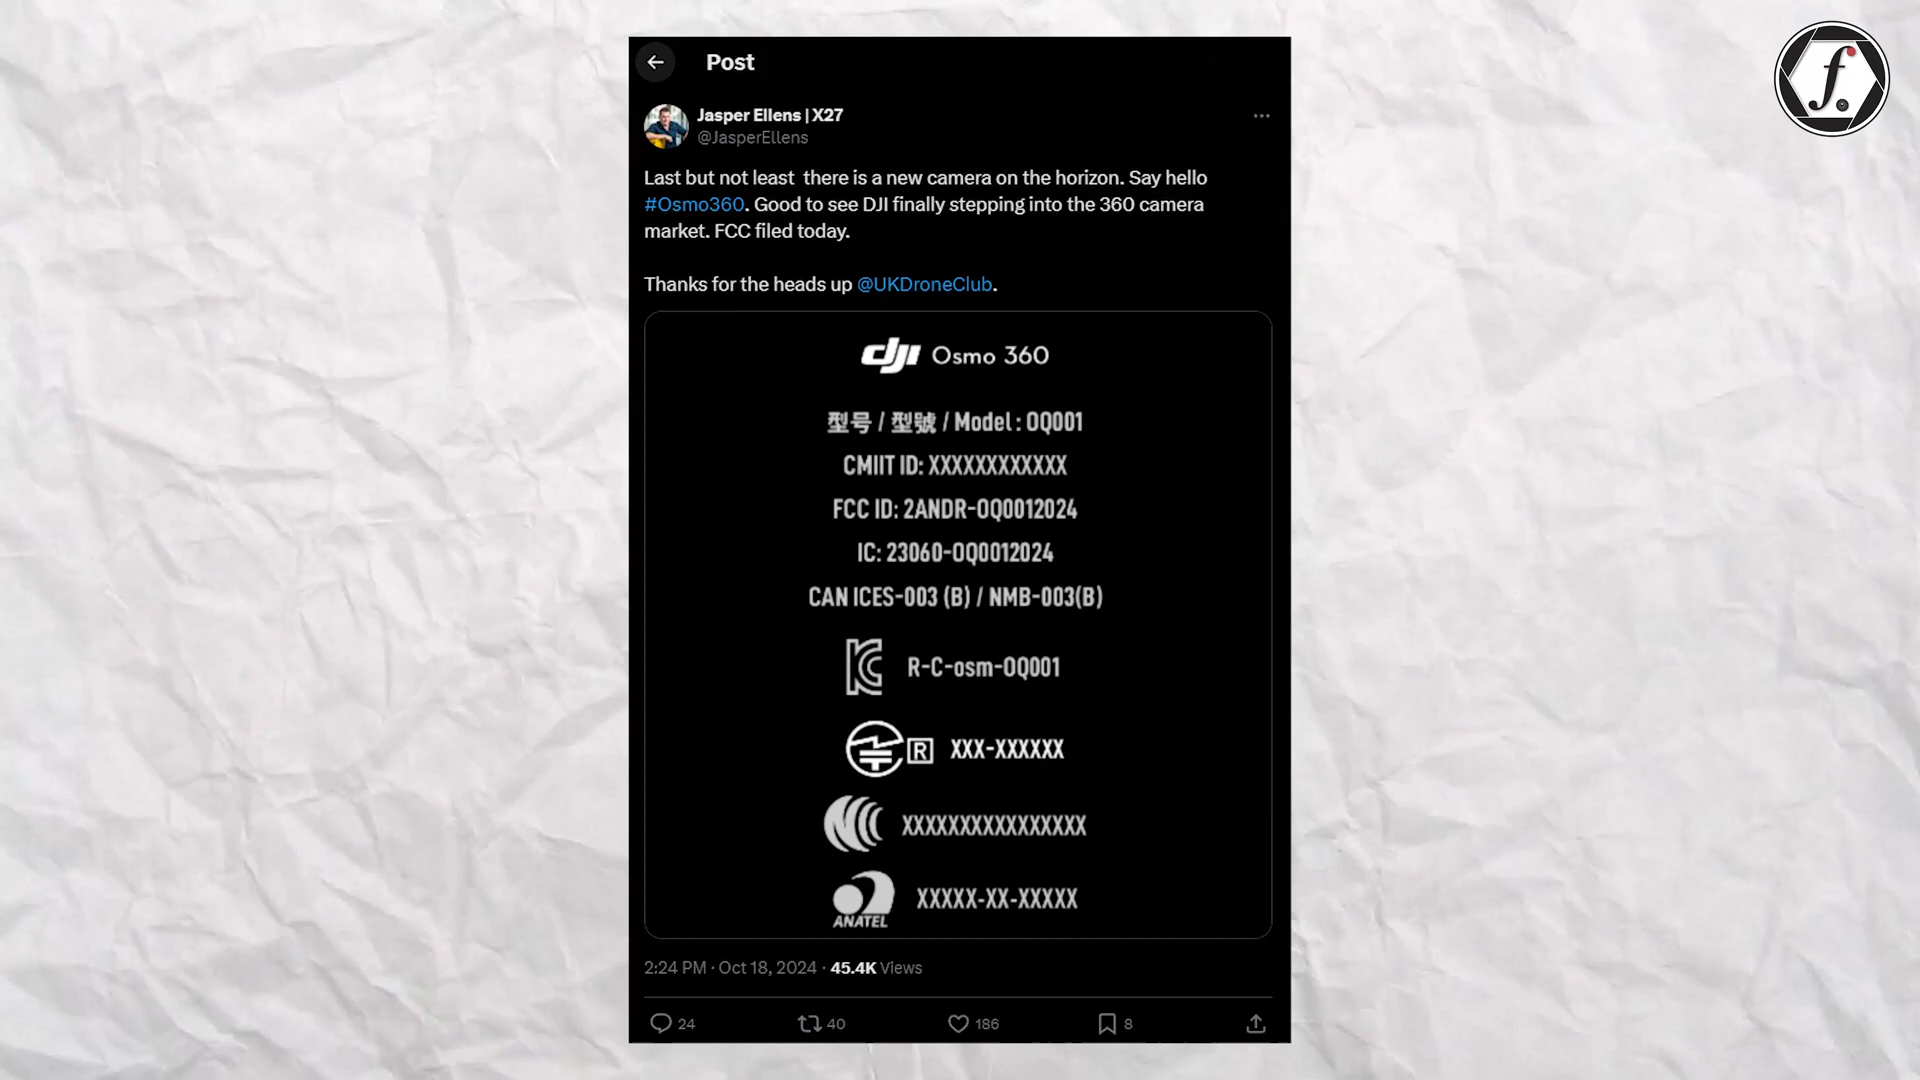 Post
Jasper Ellens | X27
@JasperEllens
Last but not least there is a new camera on the horizon. Say hello
#Osmo360. Good to see DJI finally stepping into the 360 camera
market. FCC filed today.
Thanks for the heads up @UKDroneClub.
dji Osmo 360
型号 / 型號 / Model : OQ001
CMIIT ID: XXXXXXXXXXXX
FCC ID: 2ANDR-OQ0012024
IC: 23060-OQ0012024
CAN ICES-003 (B) / NMB-003(B)
R-C-osm-OQ001
R XXX-XXXXXX
XXXXXXXXXXXXXXXX
ANATEL XXXXX-XX-XXXXX
2:24 PM · Oct 18, 2024 · 45.4K Views
24 40 186 8
f.